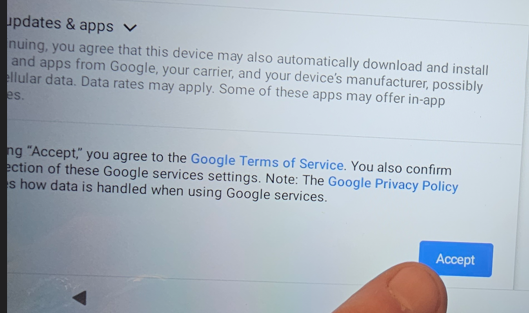 updates & apps
nuing, you agree that this device may also automatically download and install
and apps from Google, your carrier, and your device's manufacturer, possibly
ellular data. Data rates may apply. Some of these apps may offer in-app
es.
ng "Accept," you agree to the Google Terms of Service. You also confirm
ection of these Google services settings. Note: The Google Privacy Policy
es how data is handled when using Google services.
Accept